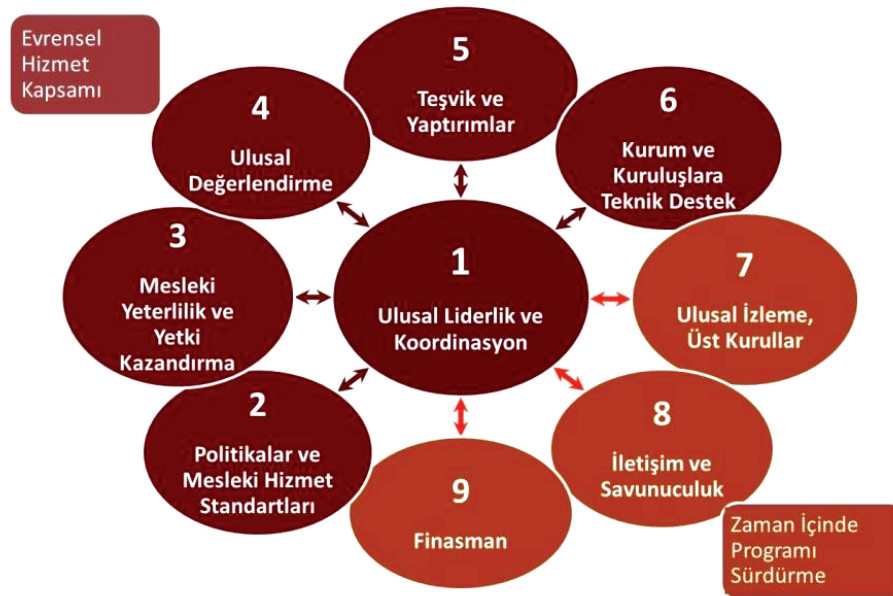 Evrensel
Hizmet
Kapsamı
5
Teşvik ve
Yaptırımlar
4
Ulusal
Değerlendirme
6
Kurum ve
Kuruluşlara
Teknik Destek
3
Mesleki
Yeterlilik ve
Yetki
Kazandırma
1
Ulusal Liderlik ve
Koordinasyon
7
Ulusal İzleme,
Üst Kurullar
2
Politikalar ve
Mesleki Hizmet
Standartları
8
İletişim ve
Savunuculuk
9
Finasman
Zaman İçinde
Programı
Sürdürme